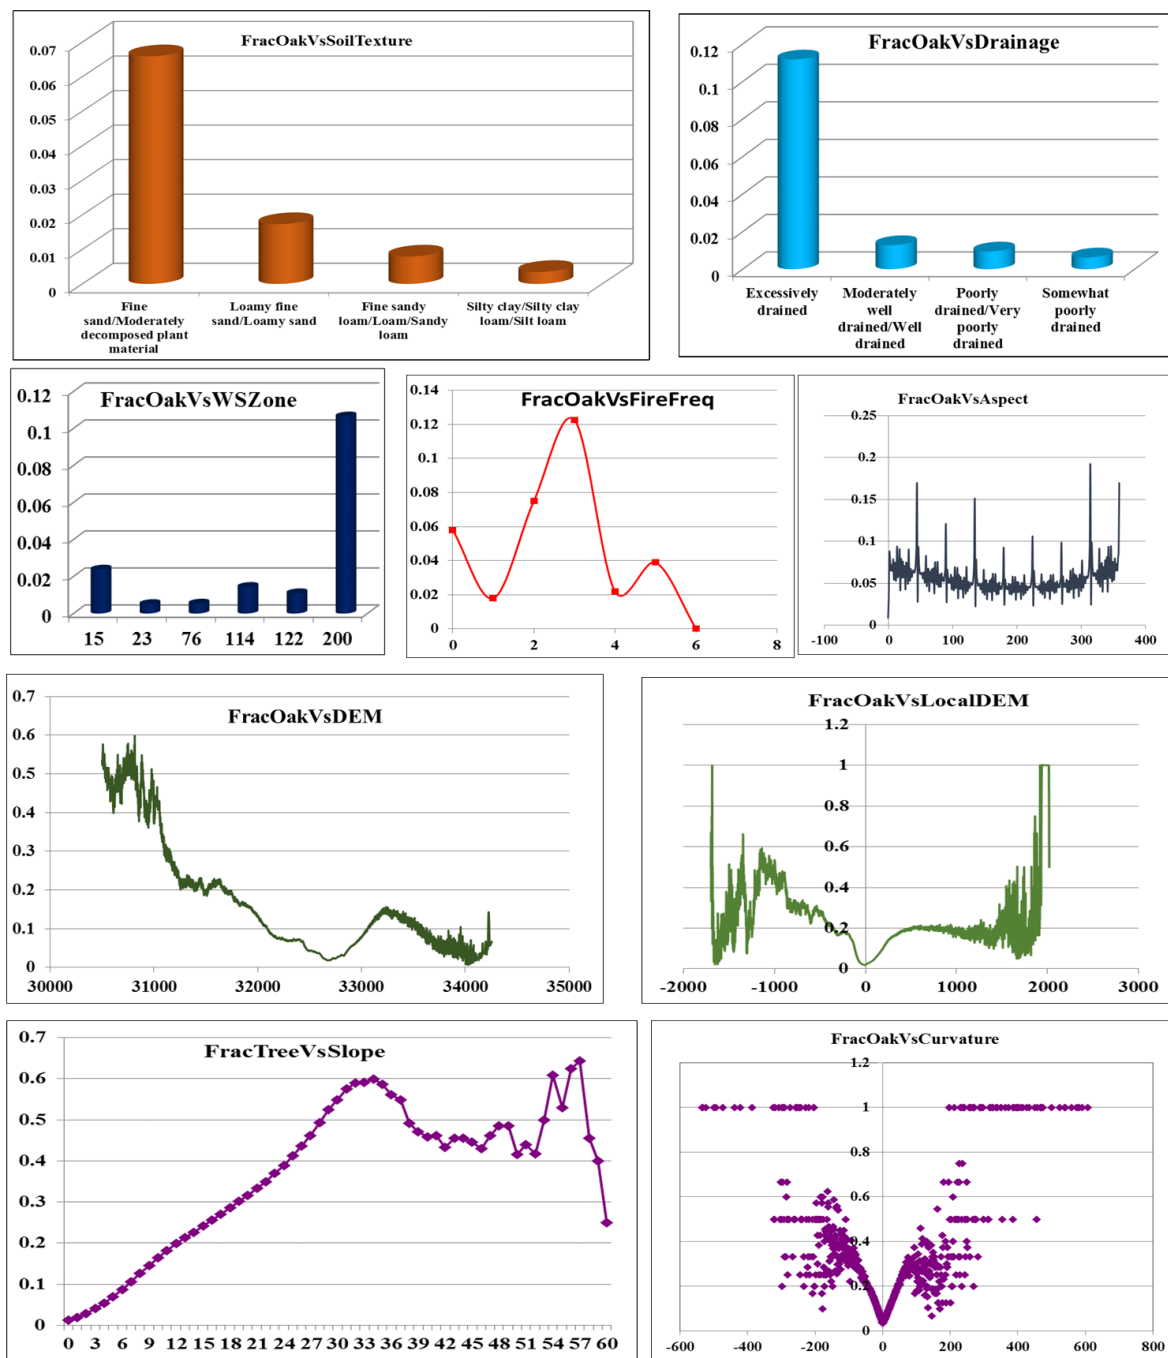 FracOakVsSoilTexture
0.07
0.06
0.05
0.04
0.03
0.02
0.01
0
Fine
sand/Moderately
decomposed plant
material
Loamy fine
sand/Loamy sand
Fine sandy
loam/Loam/Sandy
loam
Silty clay/Silty clay
loam/Silt loam
FracOakVsDrainage
0.12
0.1
0.08
0.06
0.04
0.02
0
Excessively
drained
Moderately
well
drained/Well
drained
Poorly
drained/Very
poorly
drained
Somewhat
poorly
drained
FracOakVsWSZone
0.12
0.1
0.08
0.06
0.04
0.02
0
15 23 76 114 122 200
FracOakVsFireFreq
0.14
0.12
0.1
0.08
0.06
0.04
0.02
0
0 2 4 6 8
FracOakVsAspect
0.25
0.2
0.15
0.1
0.05
0
-100 0 100 200 300 400
FracOakVsDEM
0.7
0.6
0.5
0.4
0.3
0.2
0.1
0
30000 31000 32000 33000 34000 35000
FracOakVsLocalDEM
1.2
1
0.8
0.6
0.4
0.2
0
-2000 -1000 0 1000 2000 3000
FracTreeVsSlope
0.7
0.6
0.5
0.4
0.3
0.2
0.1
0
0 3 6 9 12 15 18 21 24 27 30 33 36 39 42 45 48 51 54 57 60
FracOakVsCurvature
1.2
1
0.8
0.6
0.4
0.2
0
-600 -400 -200 0 200 400 600 800